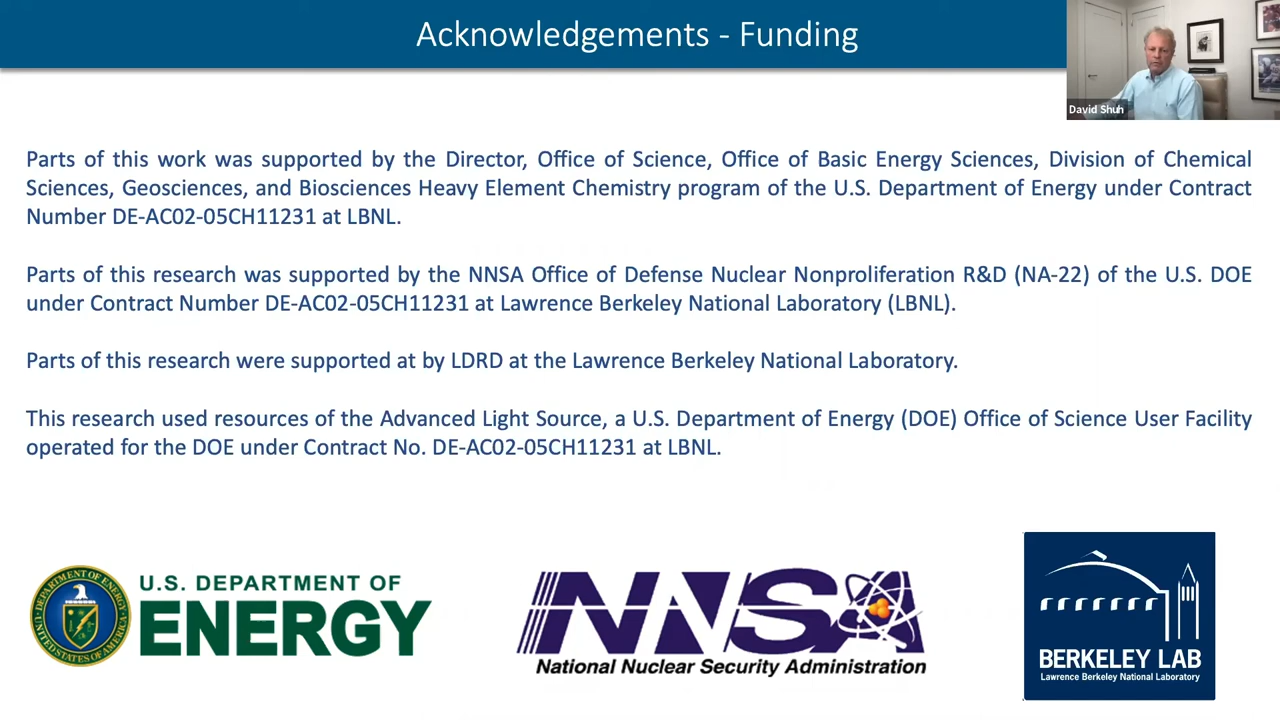 Acknowledgements - Funding
David Shuh
Parts of this work was supported by the Director, Office of Science, Office of Basic Energy Sciences, Division of Chemical
Sciences, Geosciences, and Biosciences Heavy Element Chemistry program of the U.S. Department of Energy under Contract
Number DE-AC02-05CH11231 at LBNL.
Parts of this research was supported by the NNSA Office of Defense Nuclear Nonproliferation R&D (NA-22) of the U.S. DOE
under Contract Number DE-AC02-05CH11231 at Lawrence Berkeley National Laboratory (LBNL).
Parts of this research were supported at by LDRD at the Lawrence Berkeley National Laboratory.
This research used resources of the Advanced Light Source, a U.S. Department of Energy (DOE) Office of Science User Facility
operated for the DOE under Contract No. DE-AC02-05CH11231 at LBNL.
DEPARTMENT OF ENERGY
UNITED STATES OF AMERICA
U.S. DEPARTMENT OF
ENERGY
NNSA
National Nuclear Security Administration
BERKELEY LAB
Lawrence Berkeley National Laboratory